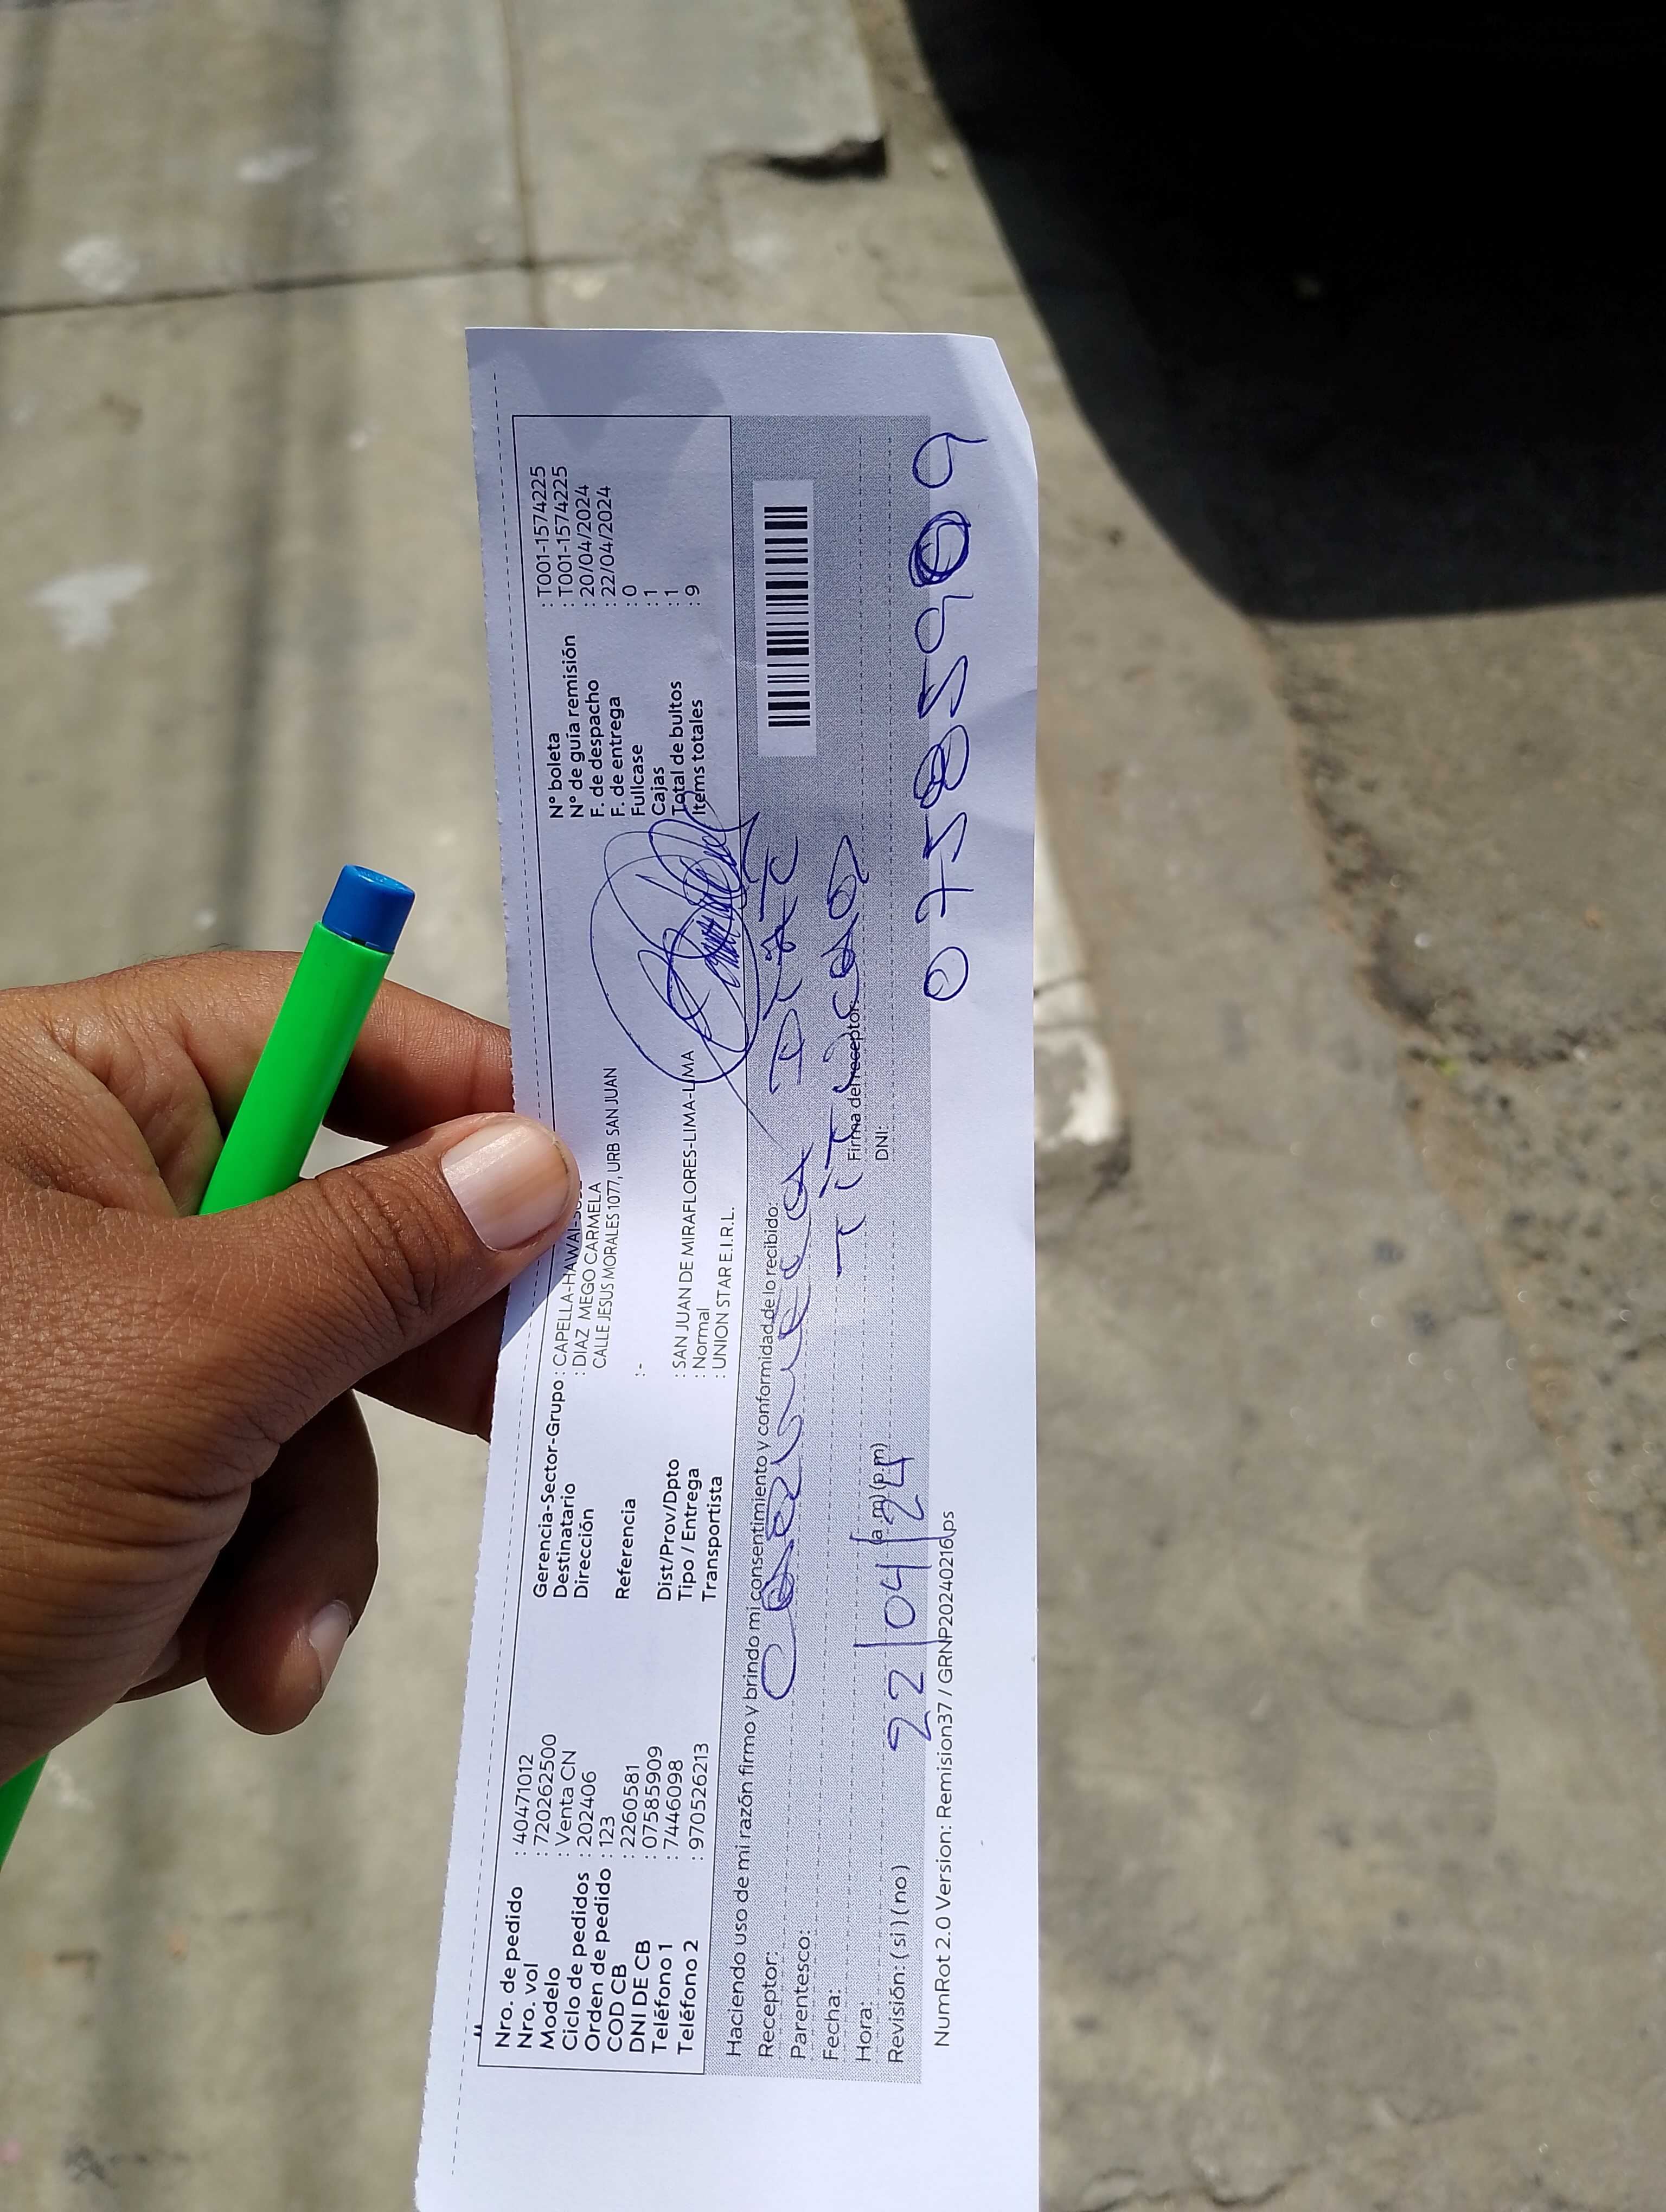 Nro. de pedido : 40471012
Nro. vol : 720262500
Modelo : Venta CN
Ciclo de pedidos : 202406
Orden de pedido : 123
COD CB : 2260581
DNI DE CB : 07585909
Teléfono 1 : 7446098
Teléfono 2 : 970526213
Gerencia-Sector-Grupo : CAPELLA-HAWAI-
Destinatario : DIAZ MEGO CARMELA
Dirección CALLE JESUS MORALES 1077, URB SAN JUAN
Referencia :-
Dist/Prov/Dpto : SAN JUAN DE MIRAFLORES-LIMA-LIMA
Tipo / Entrega : Normal
Transportista : UNION STAR E.I.R.L.
N° boleta : T001-1574225
N° de guía remisión : T001-1574225
F. de despacho : 20/04/2024
F. de entrega : 22/04/2024
Fullcase : 0
Cajas : 1
Total de bultos : 1
Items totales : 9
Haciendo uso de mi razón firmo y brindo mi consentimiento y conformidad de lo recibido:
Receptor: Diaz
Parentesco:
Fecha: Firma del receptor:
Hora: (a.m) (p.m) DNI:
Revisión: (si) (no) 22/04/24
07585909
NumRot 2.0 Version: Remision37 / GRNP20240216ps